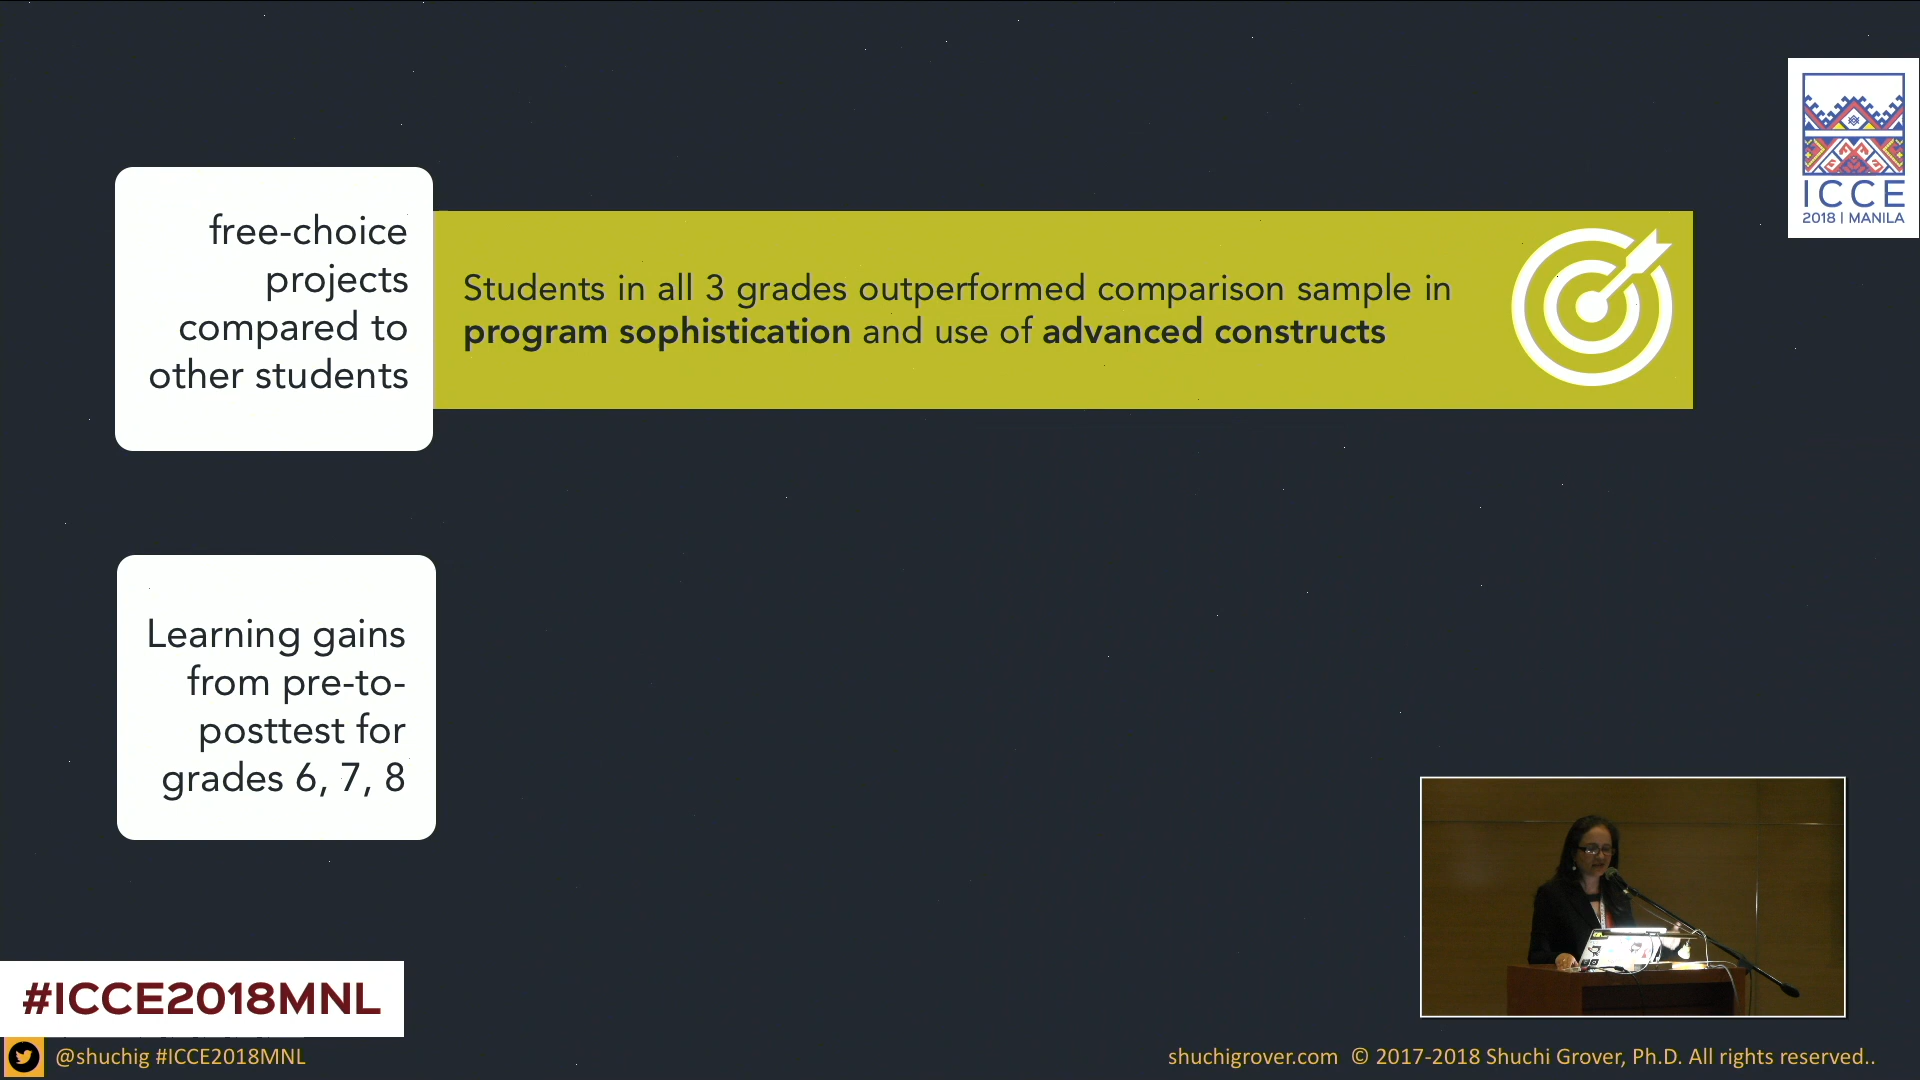 free-choice
projects
compared to
other students
Students in all 3 grades outperformed comparison sample in
program sophistication and use of advanced constructs
ICCE
2018 | MANILA
Learning gains
from pre-to-
posttest for
grades 6, 7, 8
#ICCE2018MNL
@shuchig #ICCE2018MNL
shuchigrover.com © 2017-2018 Shuchi Grover, Ph.D. All rights reserved..